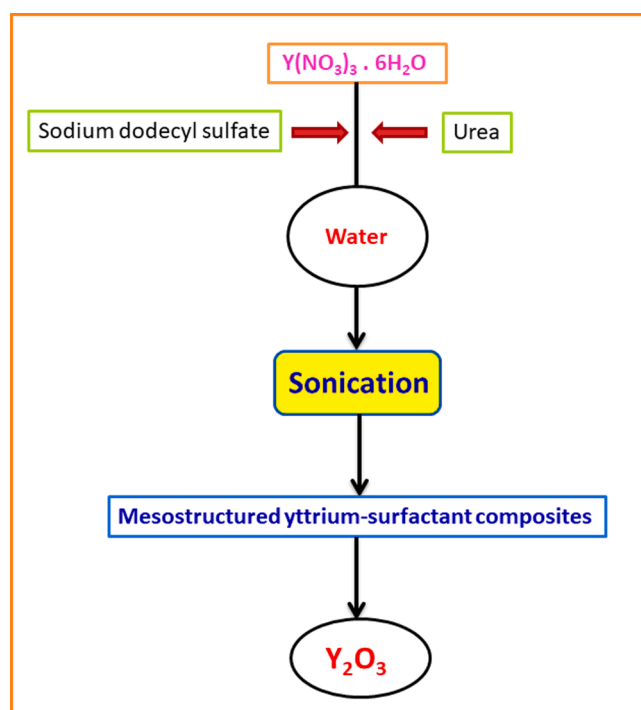 Y(NO₃)₃ . 6H₂O
Sodium dodecyl sulfate
Urea
Water
Sonication
Mesostructured yttrium-surfactant composites
Y₂O₃